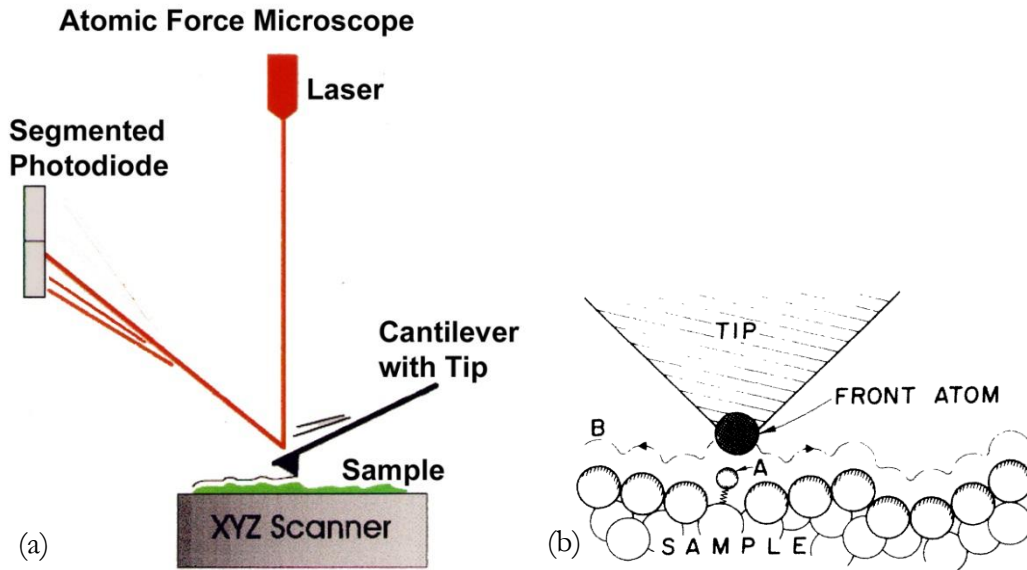 Atomic Force Microscope
Laser
Segmented
Photodiode
Cantilever
with Tip
Sample
XYZ Scanner
(a)
TIP
FRONT ATOM
B
A
SAMPLE
(b)